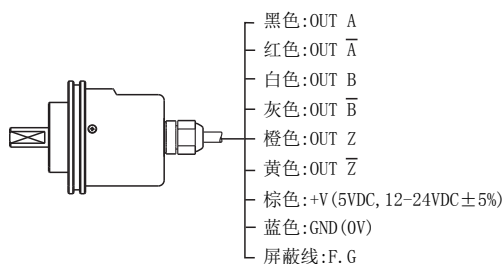 黑色:OUT A
红色:OUT A̅
白色:OUT B
灰色:OUT B̅
橙色:OUT Z
黄色:OUT Z̅
棕色:+V(5VDC,12-24VDC±5%)
蓝色:GND(0V)
屏蔽线:F.G